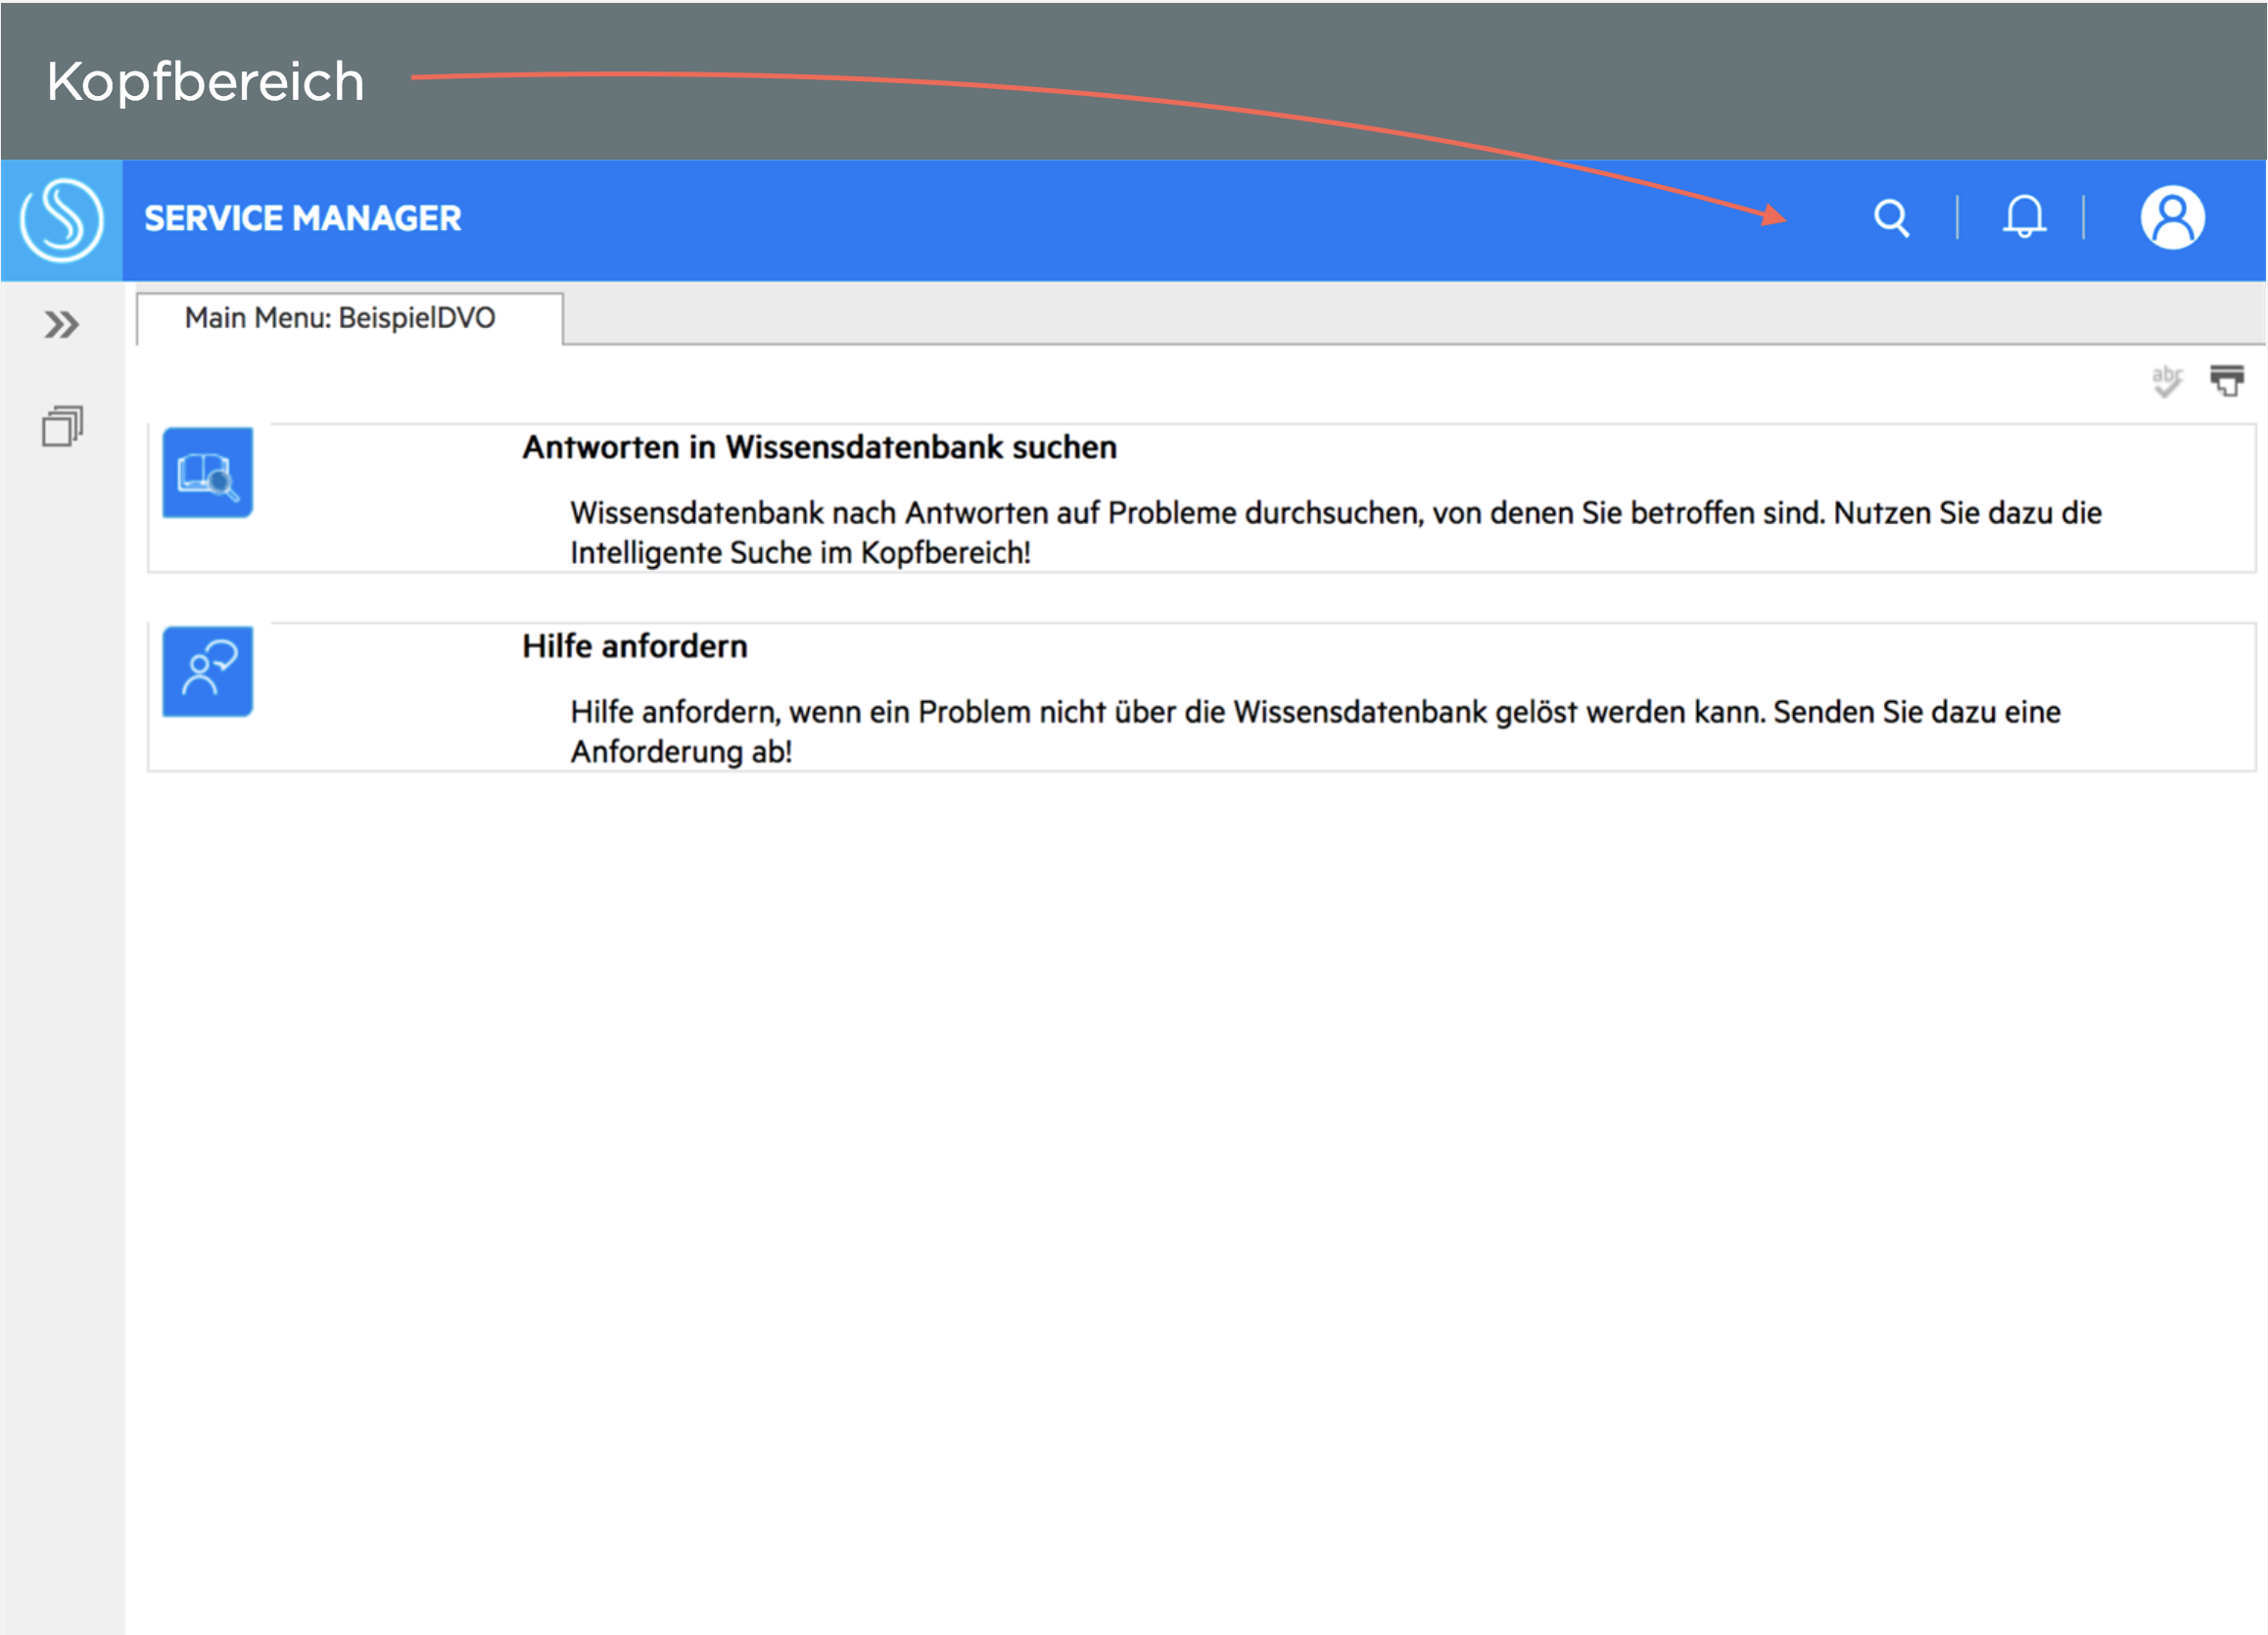 Kopfbereich
SERVICE MANAGER
Main Menu: BeispielDVO
abc
Antworten in Wissensdatenbank suchen
Wissensdatenbank nach Antworten auf Probleme durchsuchen, von denen Sie betroffen sind. Nutzen Sie dazu die
Intelligente Suche im Kopfbereich!
Hilfe anfordern
Hilfe anfordern, wenn ein Problem nicht über die Wissensdatenbank gelöst werden kann. Senden Sie dazu eine
Anforderung ab!